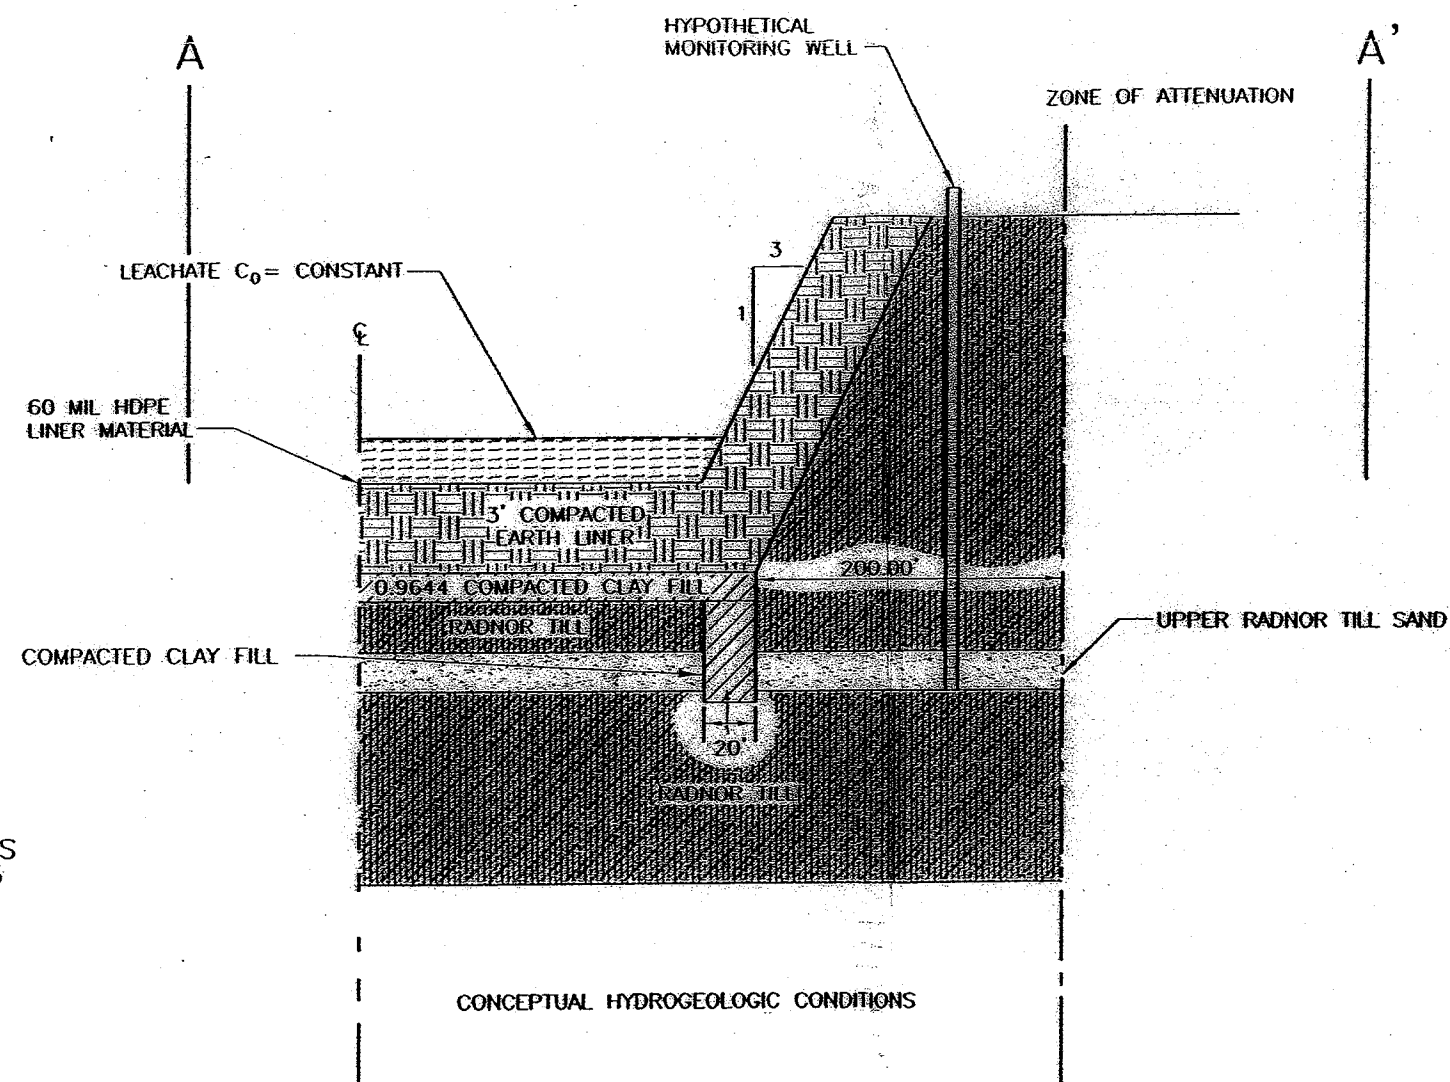 HYPOTHETICAL
MONITORING WELL
A
A'
ZONE OF ATTENUATION
3
LEACHATE C₀ = CONSTANT
1
℄
60 MIL HDPE
LINER MATERIAL
3' COMPACTED
EARTH LINER
200.00'
0.9644 COMPACTED CLAY FILL
UPPER RADNOR TILL SAND
RADNOR TILL
COMPACTED CLAY FILL
20'
RADNOR TILL
S
CONCEPTUAL HYDROGEOLOGIC CONDITIONS